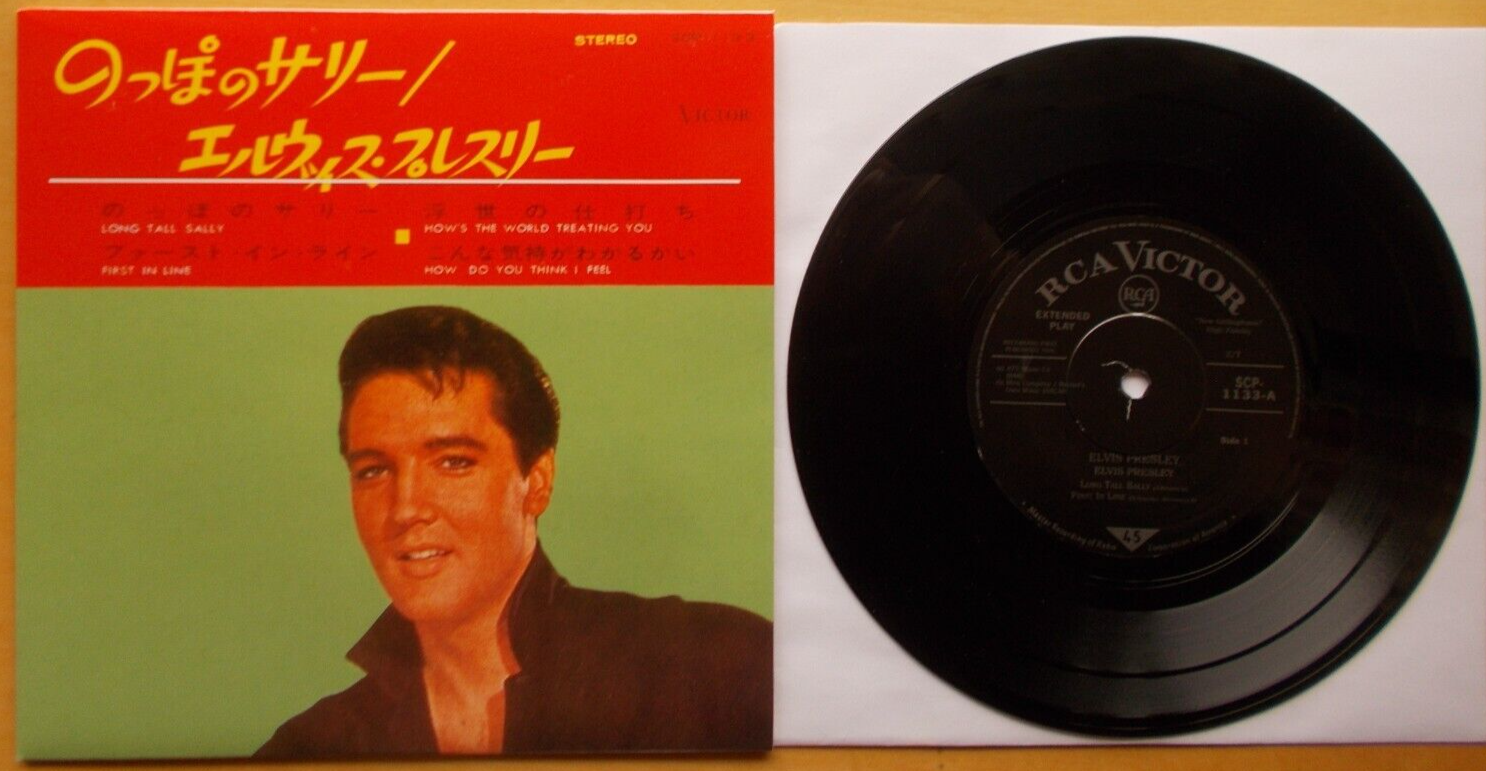 STEREO
のっぽのサリー/
VICTOR
エルヴィス・プレスリー
のっぽのサリー
LONG TALL SALLY
ファースト・イン・ライン
FIRST IN LINE
浮世の仕打ち
HOW'S THE WORLD TREATING YOU
こんな気持がわかるかい
HOW DO YOU THINK I FEEL
RCA VICTOR
RCA
EXTENDED
PLAY
SCP-
1133-A
Side 1
ELVIS PRESLEY
ELVIS PRESLEY
LONG TALL SALLY
FIRST IN LINE
45